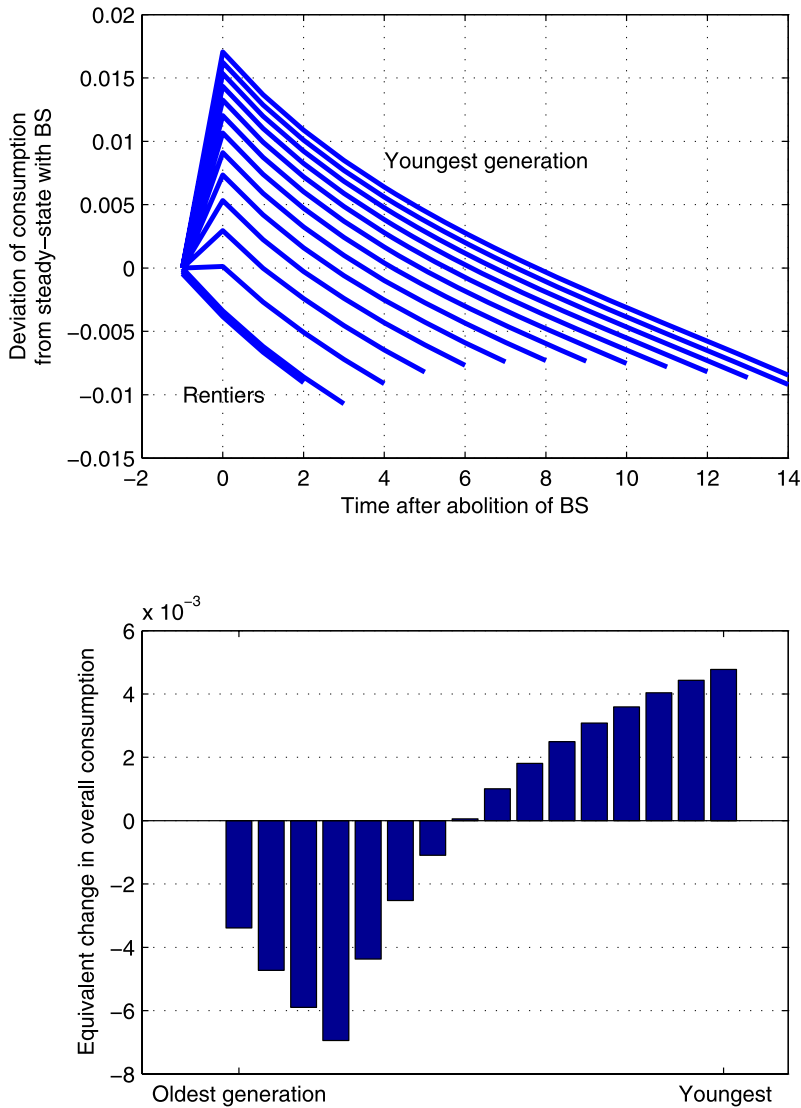 Deviation of consumption
from steady−state with BS
0.02
0.015
0.01
0.005
0
−0.005
−0.01
−0.015
Youngest generation
Rentiers
−2 0 2 4 6 8 10 12 14
Time after abolition of BS
x 10−3
Equivalent change in overall consumption
6
4
2
0
−2
−4
−6
−8
Oldest generation Youngest